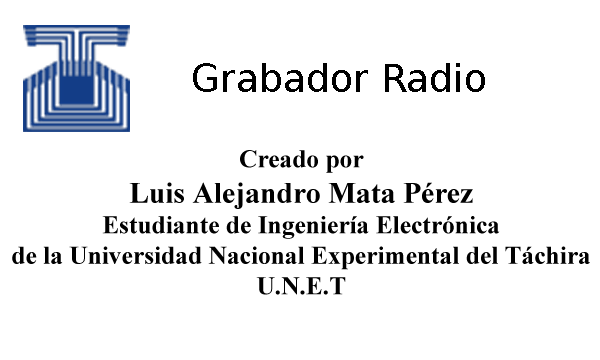 Grabador Radio
Creado por
Luis Alejandro Mata Pérez
Estudiante de Ingeniería Electrónica
de la Universidad Nacional Experimental del Táchira
U.N.E.T